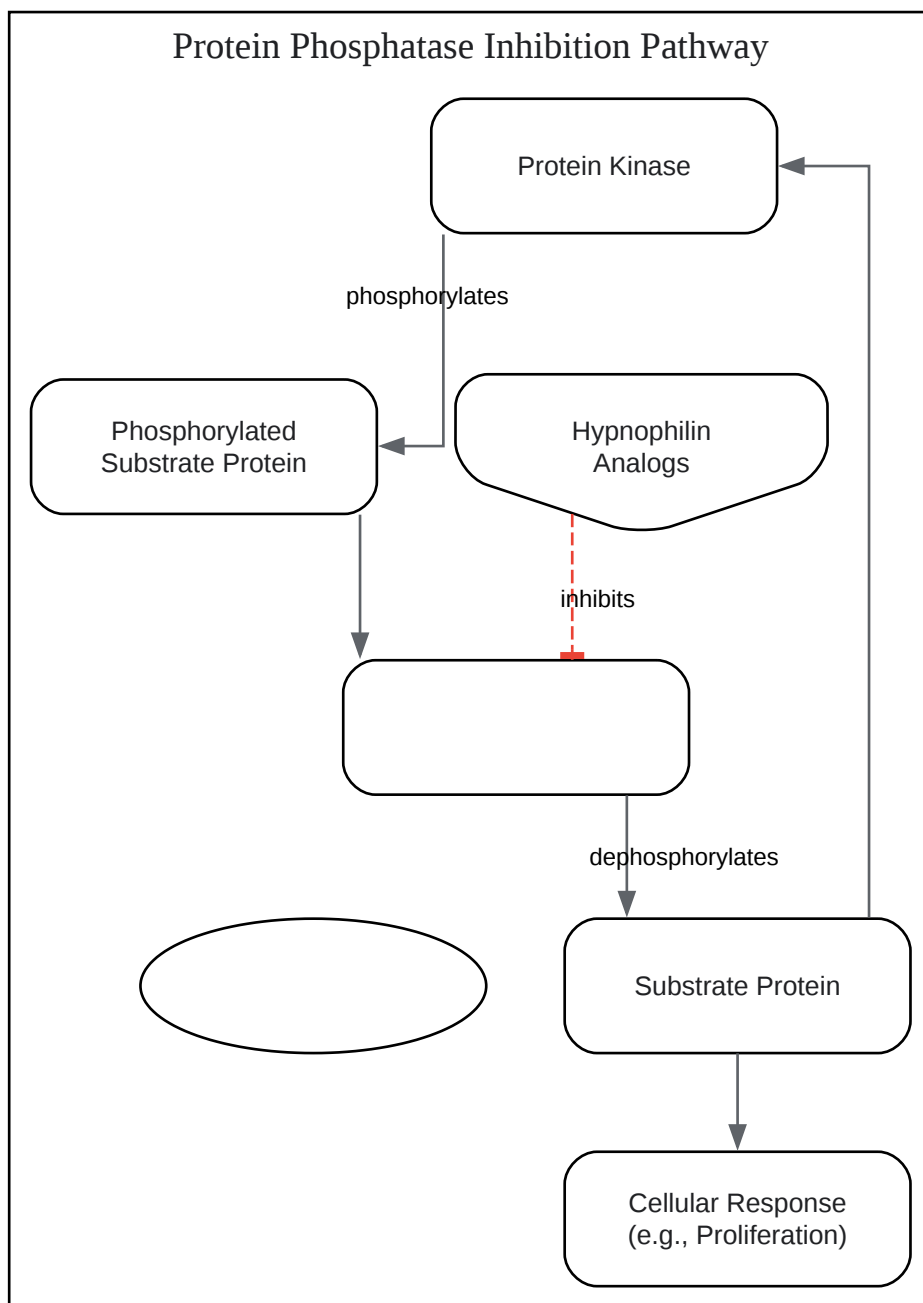 Protein Phosphatase Inhibition Pathway
Protein Kinase
phosphorylates
Phosphorylated
Substrate Protein
Hypnophilin
Analogs
inhibits
dephosphorylates
Substrate Protein
Cellular Response
(e.g., Proliferation)